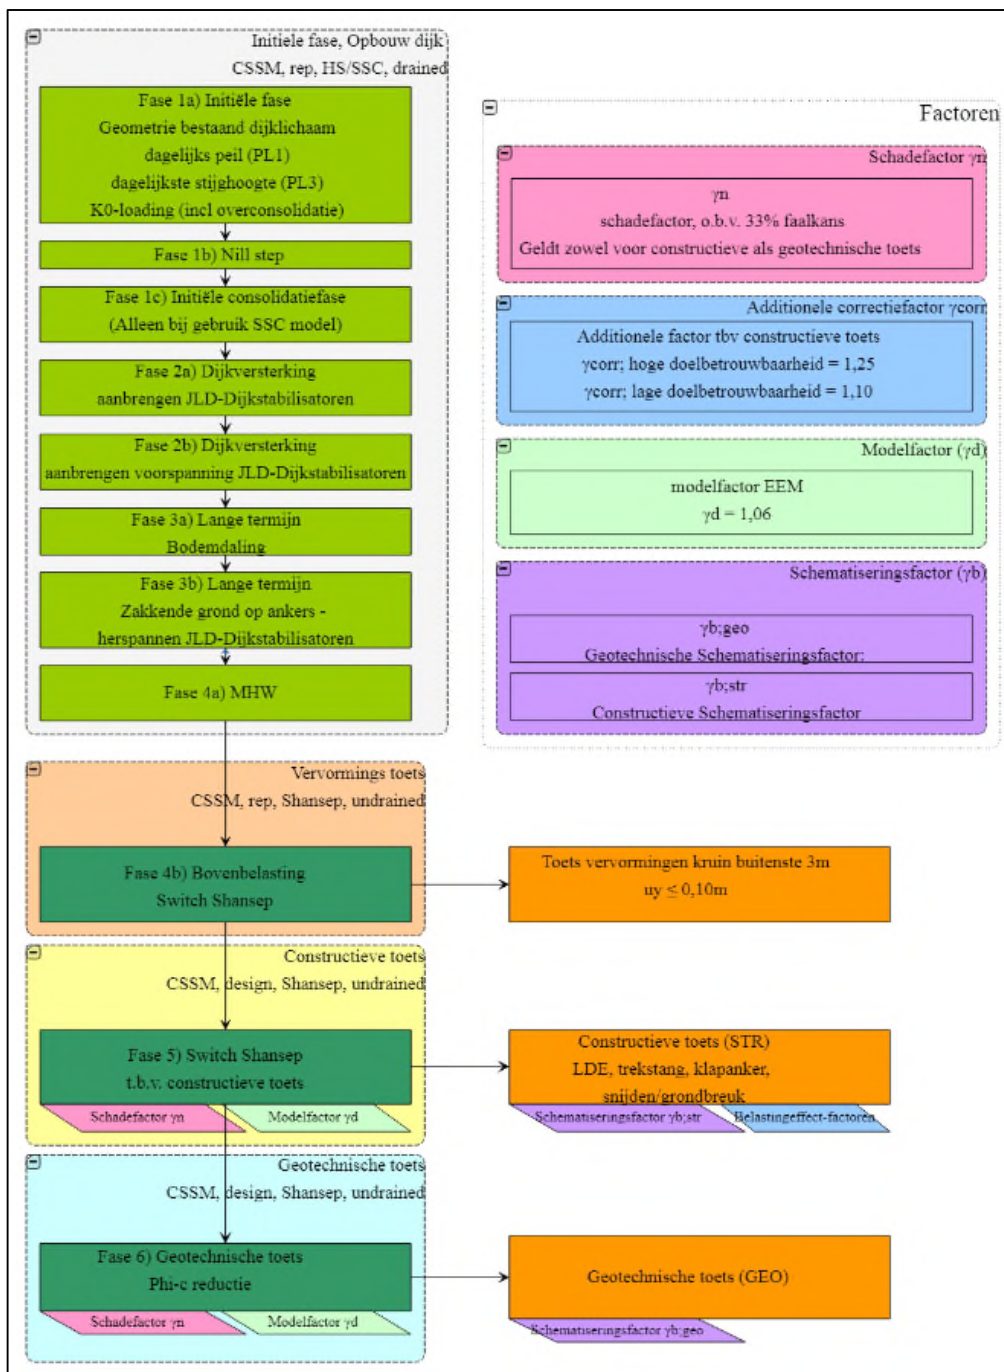 Initiele fase, Opbouw dijk
CSSM, rep, HS/SSC, drained
Fase 1a) Initiële fase
Geometrie bestaand dijklichaam
dagelijks peil (PL1)
dagelijkste stijghoogte (PL3)
K0-loading (incl overconsolidatie)
Fase 1b) Nill step
Fase 1c) Initiële consolidatiefase
(Alleen bij gebruik SSC model)
Fase 2a) Dijkversterking
aanbrengen JLD-Dijkstabilisatoren
Fase 2b) Dijkversterking
aanbrengen voorspanning JLD-Dijkstabilisatoren
Fase 3a) Lange termijn
Bodemdaling
Fase 3b) Lange termijn
Zakkende grond op ankers -
herspannen JLD-Dijkstabilisatoren
Fase 4a) MHW
Factoren
Schadefactor γn
γn
schadefactor, o.b.v. 33% faalkans
Geldt zowel voor constructieve als geotechnische toets
Additionele correctiefactor γcorr
Additionele factor tbv constructieve toets
γcorr; hoge doelbetrouwbaarheid = 1,25
γcorr; lage doelbetrouwbaarheid = 1,10
Modelfactor (γd)
modelfactor EEM
γd = 1,06
Schematiseringsfactor (γb)
γb;geo
Geotechnische Schematiseringsfactor:
γb;str
Constructieve Schematiseringsfactor
Vervormings toets
CSSM, rep, Shansep, undrained
Fase 4b) Bovenbelasting
Switch Shansep
Toets vervormingen kruin buitenste 3m
uy ≤ 0,10m
Constructieve toets
CSSM, design, Shansep, undrained
Fase 5) Switch Shansep
t.b.v. constructieve toets
Schadefactor γn
Modelfactor γd
Constructieve toets (STR)
LDE, trekstang, klapanker,
snijden/grondbreuk
Schematiseringsfactor γb;str
Belastingeffect-factoren
Geotechnische toets
CSSM, design, Shansep, undrained
Fase 6) Geotechnische toets
Phi-c reductie
Schadefactor γn
Modelfactor γd
Geotechnische toets (GEO)
Schematiseringsfactor γb;geo